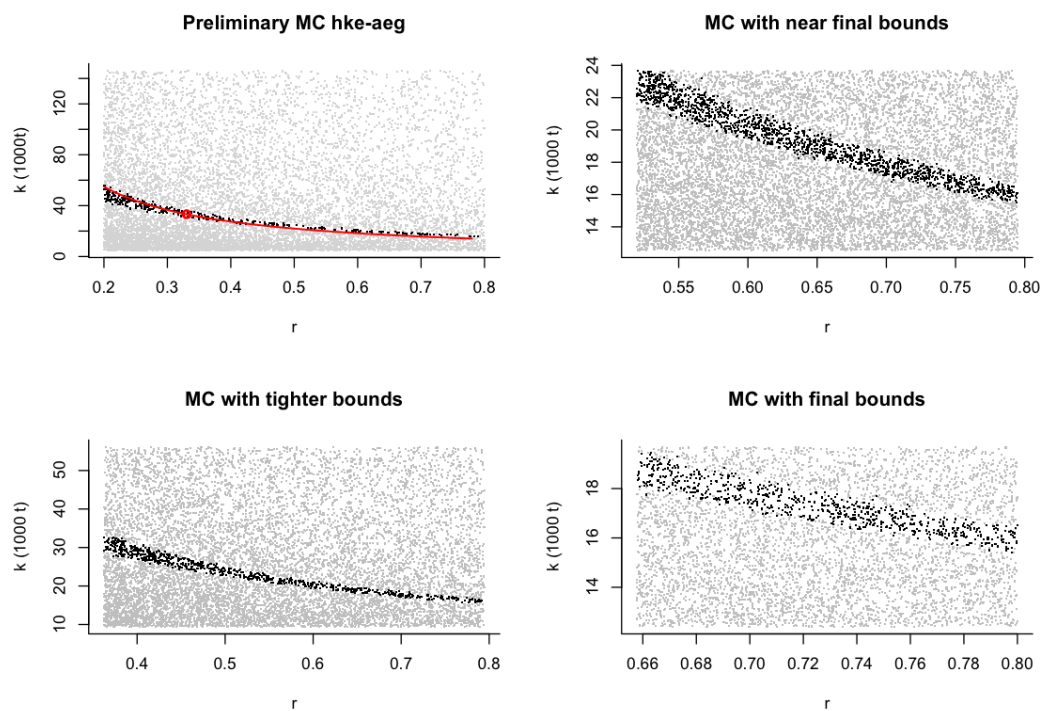 Preliminary MC hke-aeg
k (1000t)
120
80
40
0
0.2 0.3 0.4 0.5 0.6 0.7 0.8
r
MC with near final bounds
k (1000 t)
24
22
20
18
16
14
0.55 0.60 0.65 0.70 0.75 0.80
r
MC with tighter bounds
k (1000 t)
50
40
30
20
10
0.4 0.5 0.6 0.7 0.8
r
MC with final bounds
k (1000 t)
18
16
14
0.66 0.68 0.70 0.72 0.74 0.76 0.78 0.80
r